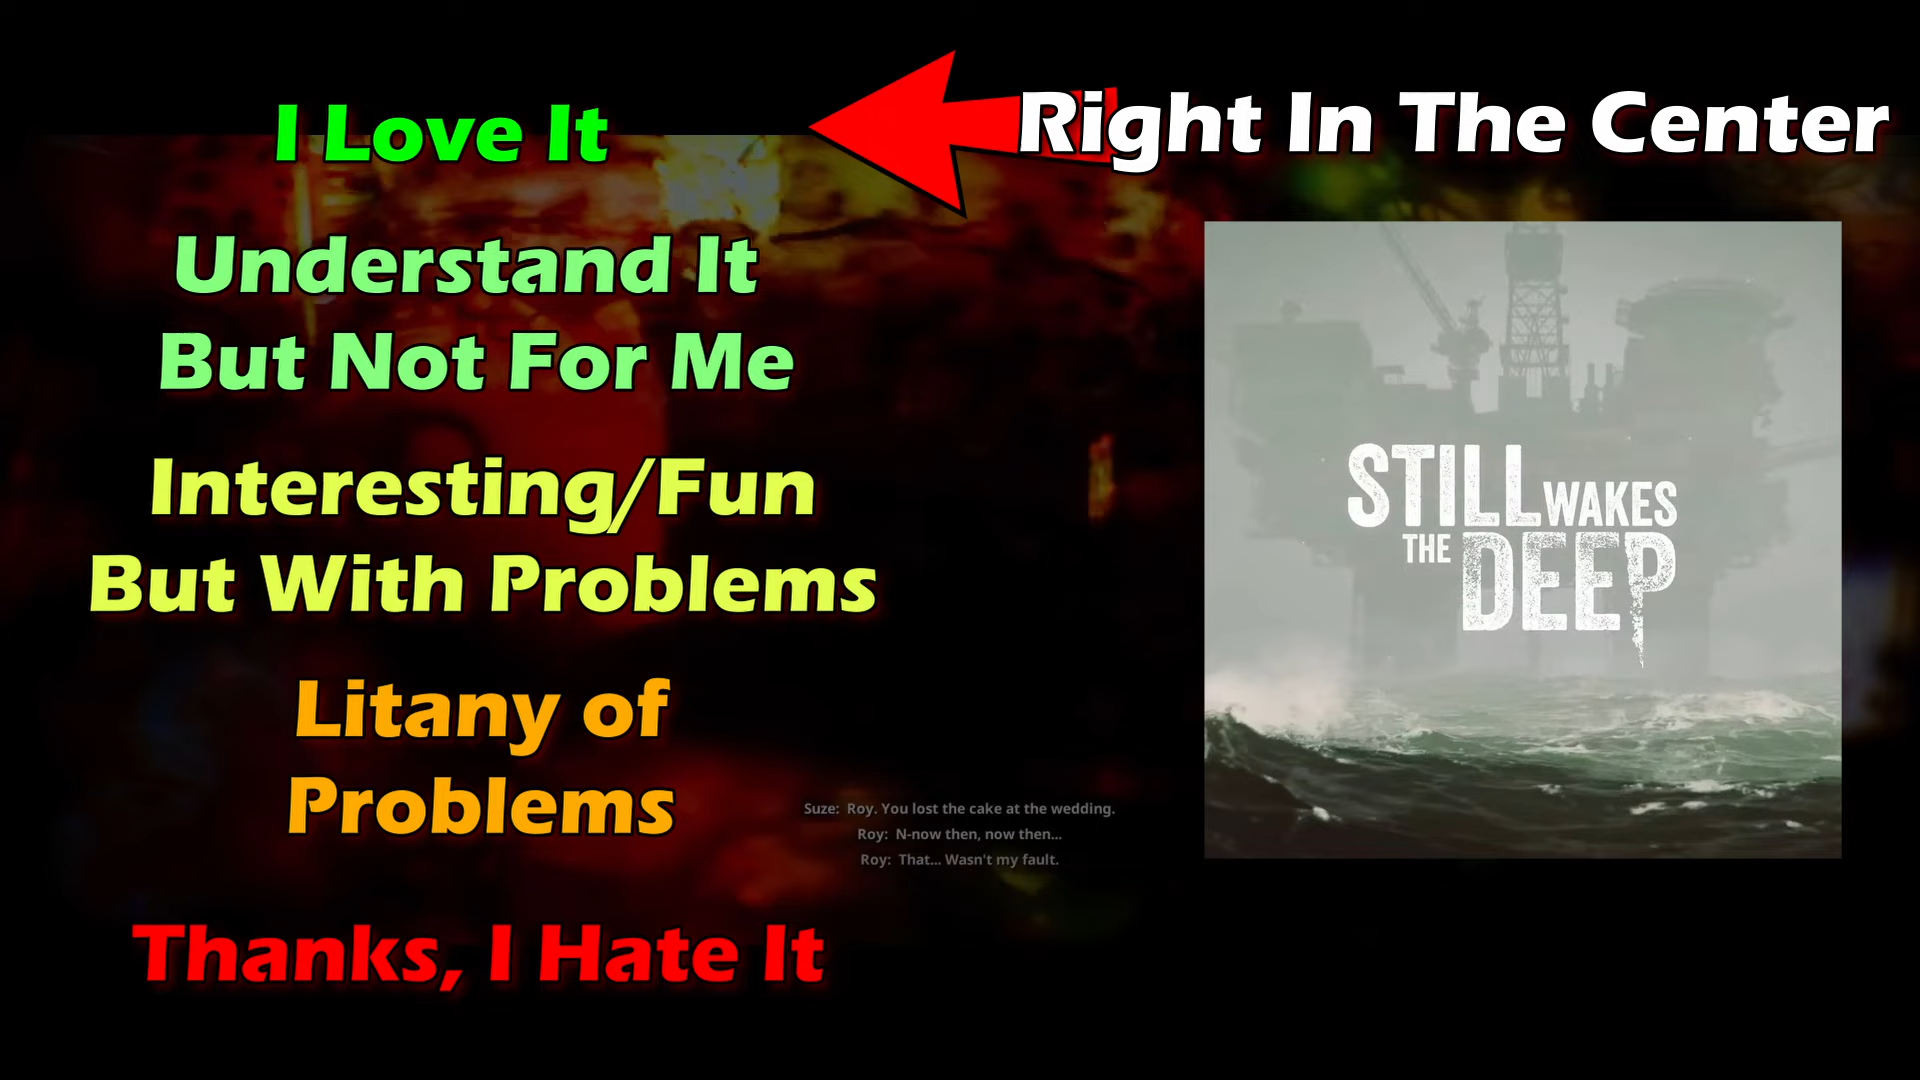 I Love It
Right In The Center
Understand It
But Not For Me
Interesting/Fun
But With Problems
Litany of
Problems
Thanks, I Hate It
STILL WAKES
THE DEEP
Suze: Roy. You lost the cake at the wedding.
Roy: N-now then, now then...
Roy: That... Wasn't my fault.